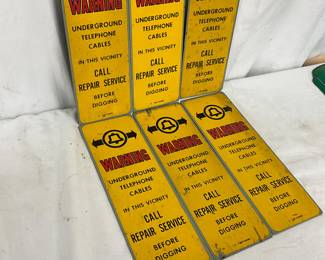 WARNING
UNDERGROUND
TELEPHONE
CABLES
IN THIS VICINITY
CALL
REPAIR SERVICE
BEFORE
DIGGING
WARNING
UNDERGROUND
TELEPHONE
CABLES
IN THIS VICINITY
CALL
REPAIR SERVICE
BEFORE
DIGGING
WARNING
UNDERGROUND
TELEPHONE
CABLES
IN THIS VICINITY
CALL
REPAIR SERVICE
BEFORE
DIGGING
WARNING
UNDERGROUND
TELEPHONE
CABLES
IN THIS VICINITY
CALL
REPAIR SERVICE
BEFORE
DIGGING
WARNING
UNDERGROUND
TELEPHONE
CABLES
IN THIS VICINITY
CALL
REPAIR SERVICE
BEFORE
DIGGING
WARNING
UNDERGROUND
TELEPHONE
CABLES
IN THIS VICINITY
CALL
REPAIR SERVICE
BEFORE
DIGGING